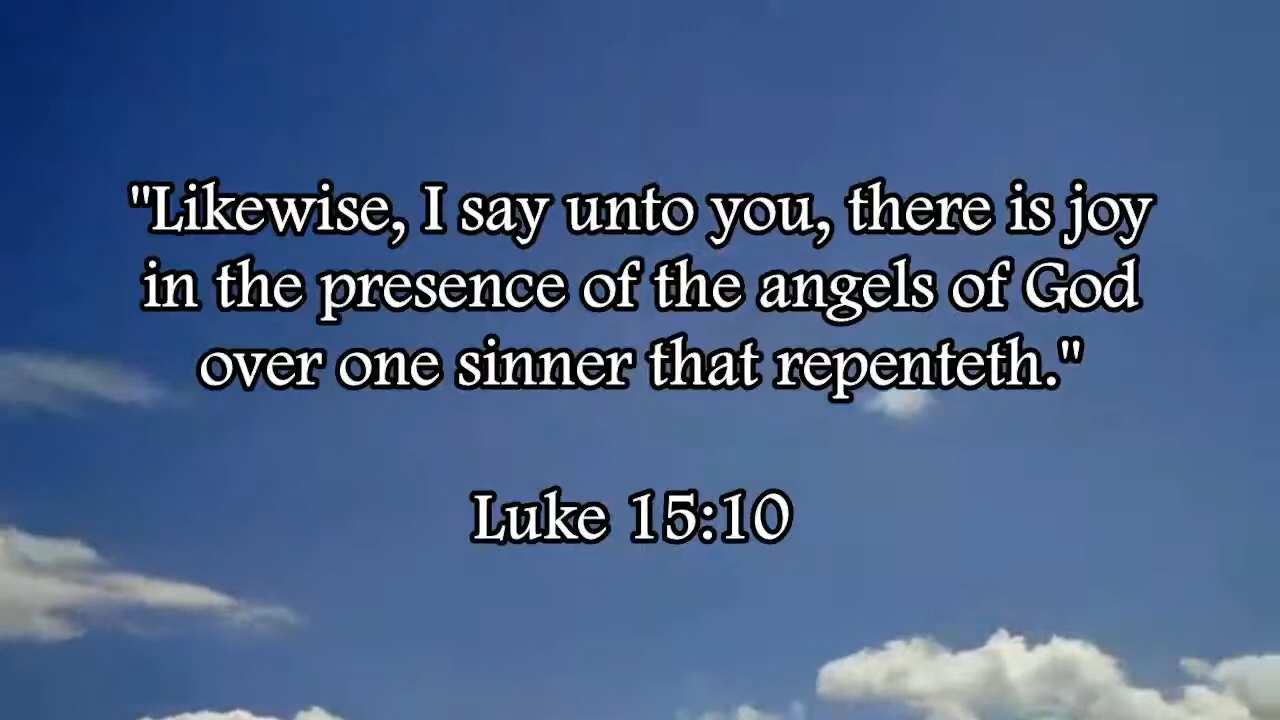 "Likewise, I say unto you, there is joy
in the presence of the angels of God
over one sinner that repenteth."
Luke 15:10